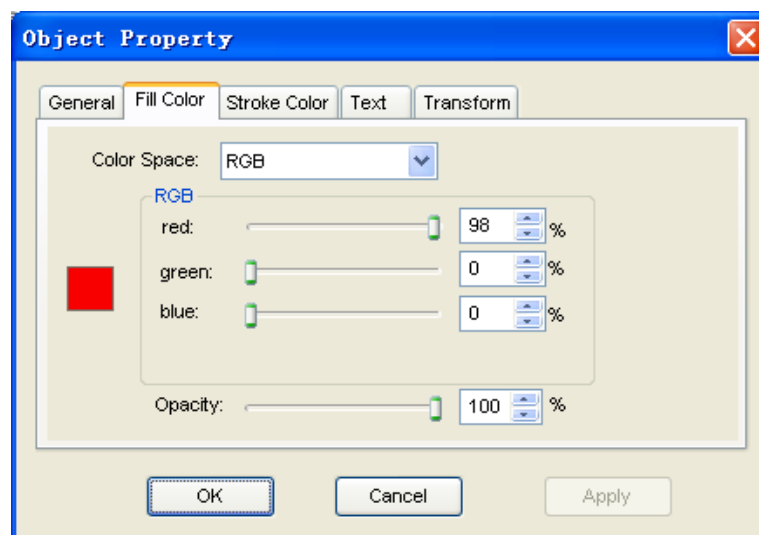 Object Property
General Fill Color Stroke Color Text Transform
Color Space: RGB
RGB
red: 98 %
green: 0 %
blue: 0 %
Opacity: 100 %
OK Cancel Apply